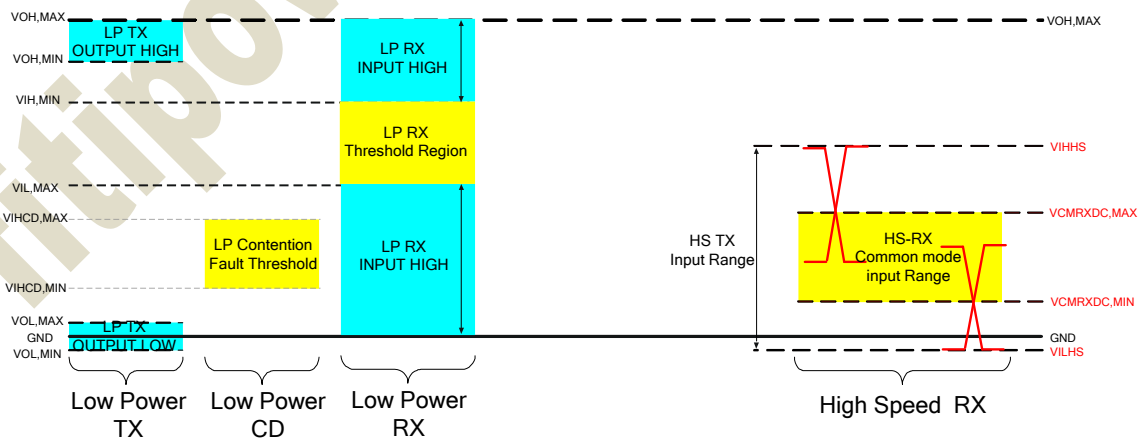 VOH,MAX
LP TX
OUTPUT HIGH
VOH,MIN
VIH,MIN
VIL,MAX
VIHCD,MAX
VIHCD,MIN
VOL,MAX
GND
VOL,MIN
LP TX
OUTPUT LOW
LP Contention
Fault Threshold
LP RX
INPUT HIGH
LP RX
Threshold Region
LP RX
INPUT HIGH
HS TX
Input Range
HS-RX
Common mode
input Range
VOH,MAX
VIHHS
VCMRXDC,MAX
VCMRXDC,MIN
GND
VILHS
Low Power
TX
Low Power
CD
Low Power
RX
High Speed RX